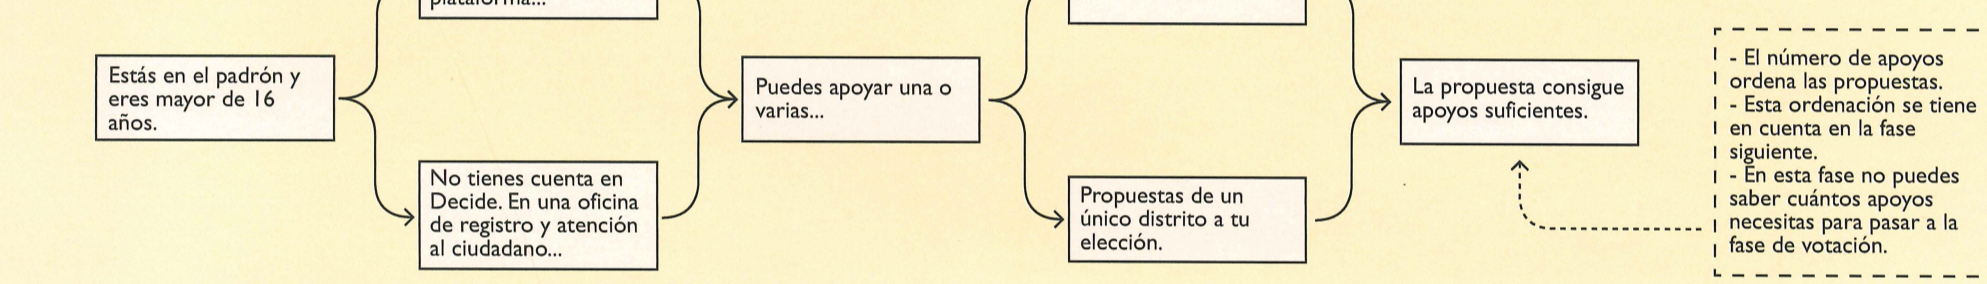 plataforma...
Estás en el padrón y
eres mayor de 16
años.
No tienes cuenta en
Decide. En una oficina
de registro y atención
al ciudadano...
Puedes apoyar una o
varias...
Propuestas de un
único distrito a tu
elección.
La propuesta consigue
apoyos suficientes.
- El número de apoyos
ordena las propuestas.
- Esta ordenación se tiene
en cuenta en la fase
siguiente.
- En esta fase no puedes
saber cuántos apoyos
necesitas para pasar a la
fase de votación.